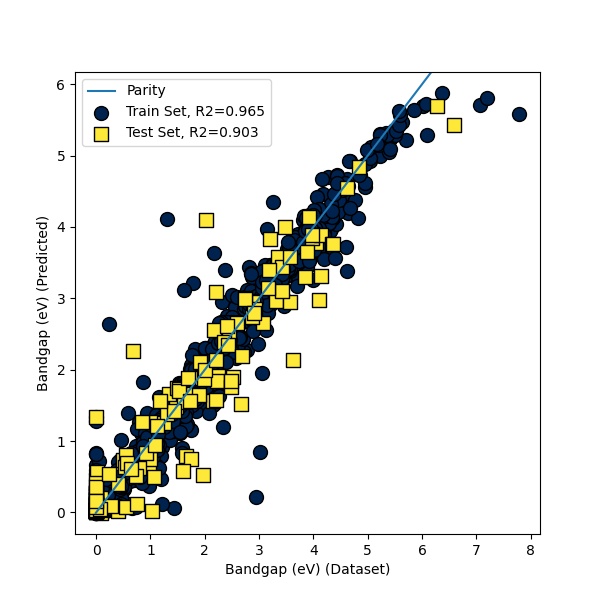 Parity
Train Set, R2=0.965
Test Set, R2=0.903
6
5
4
3
2
1
0
Bandgap (eV) (Predicted)
0 1 2 3 4 5 6 7 8
Bandgap (eV) (Dataset)